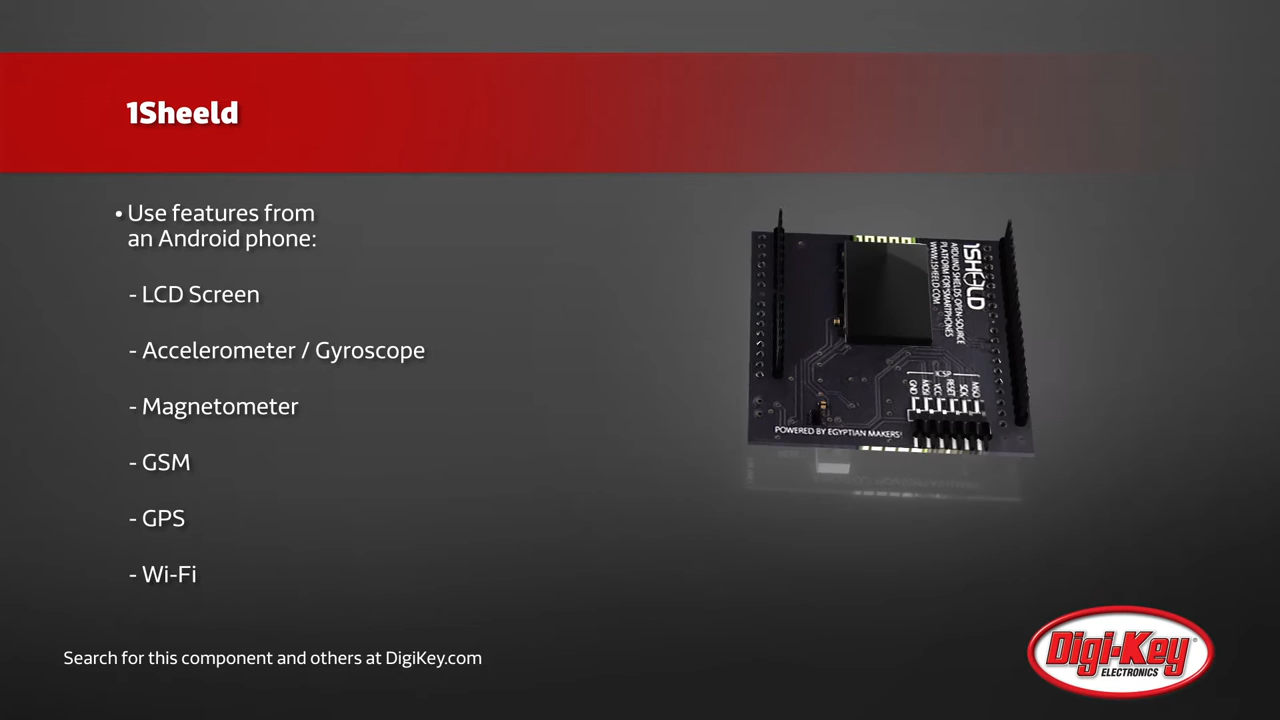 1Sheeld
• Use features from
an Android phone:
- LCD Screen
- Accelerometer / Gyroscope
- Magnetometer
- GSM
- GPS
- Wi-Fi
1SHEELD
ARDUINO SHIELDS OPEN-SOURCE
PLATFORM FOR SMARTPHONES
WWW.1SHEELD.COM
ICSP
GND
MOSI
VCC
RESET
SCK
MISO
POWERED BY EGYPTIAN MAKERS!
Search for this component and others at DigiKey.com
Digi-Key®
ELECTRONICS